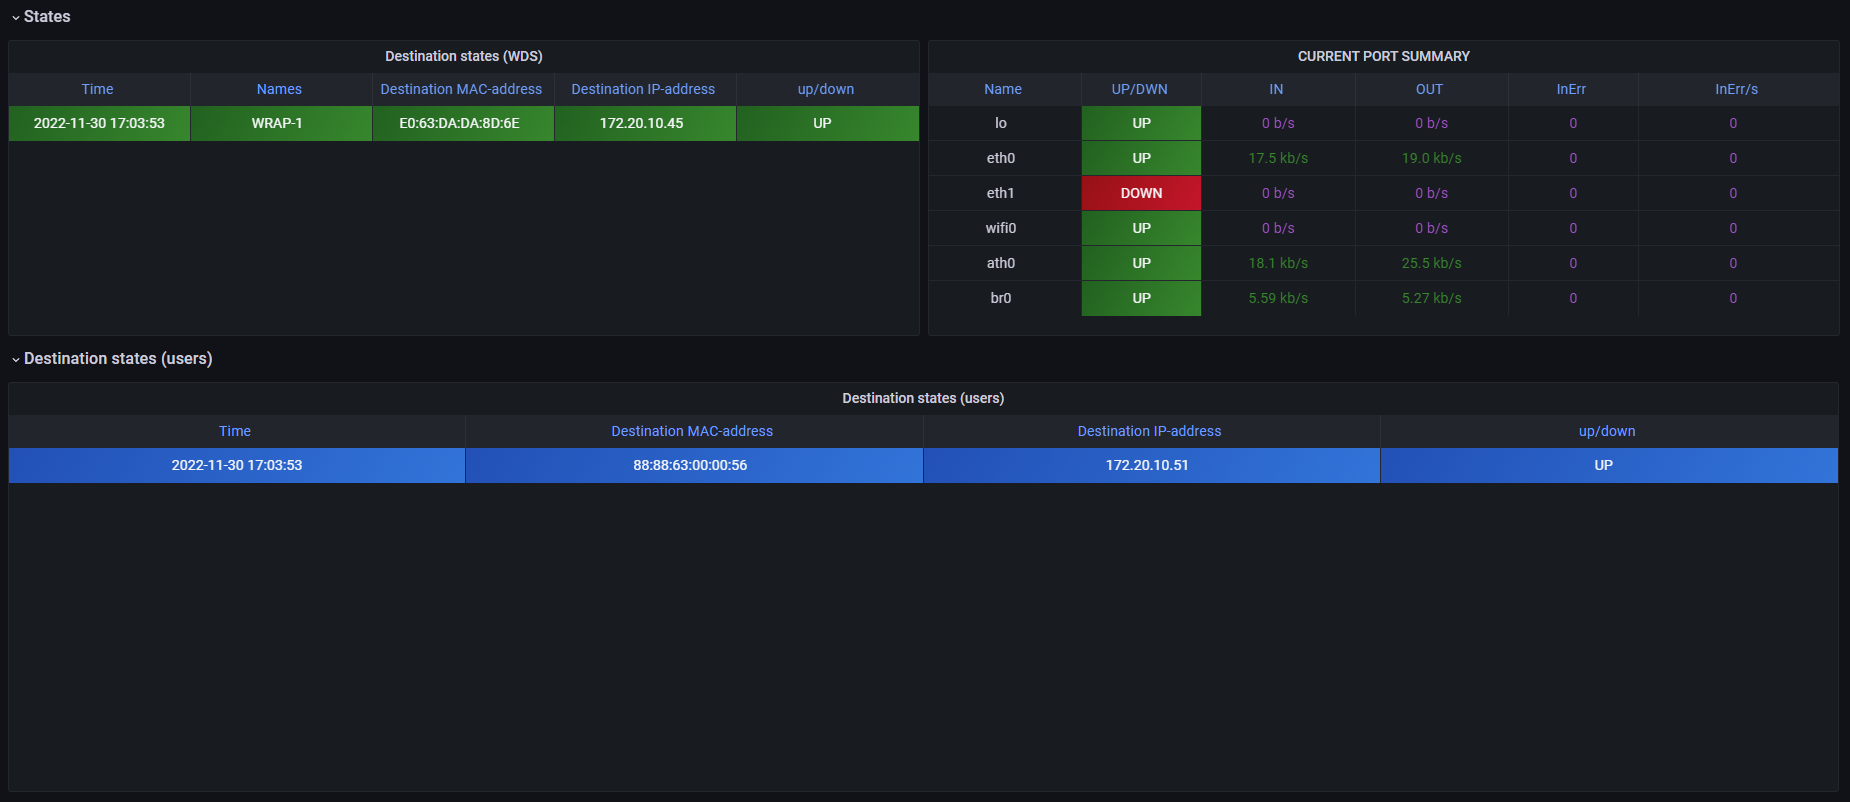 States
Destination states (WDS)
Time Names Destination MAC-address Destination IP-address up/down
2022-11-30 17:03:53 WRAP-1 E0:63:DA:DA:8D:6E 172.20.10.45 UP
CURRENT PORT SUMMARY
Name UP/DWN IN OUT InErr InErr/s
lo UP 0 b/s 0 b/s 0 0
eth0 UP 17.5 kb/s 19.0 kb/s 0 0
eth1 DOWN 0 b/s 0 b/s 0 0
wifi0 UP 0 b/s 0 b/s 0 0
ath0 UP 18.1 kb/s 25.5 kb/s 0 0
br0 UP 5.59 kb/s 5.27 kb/s 0 0
Destination states (users)
Destination states (users)
Time Destination MAC-address Destination IP-address up/down
2022-11-30 17:03:53 88:88:63:00:00:56 172.20.10.51 UP